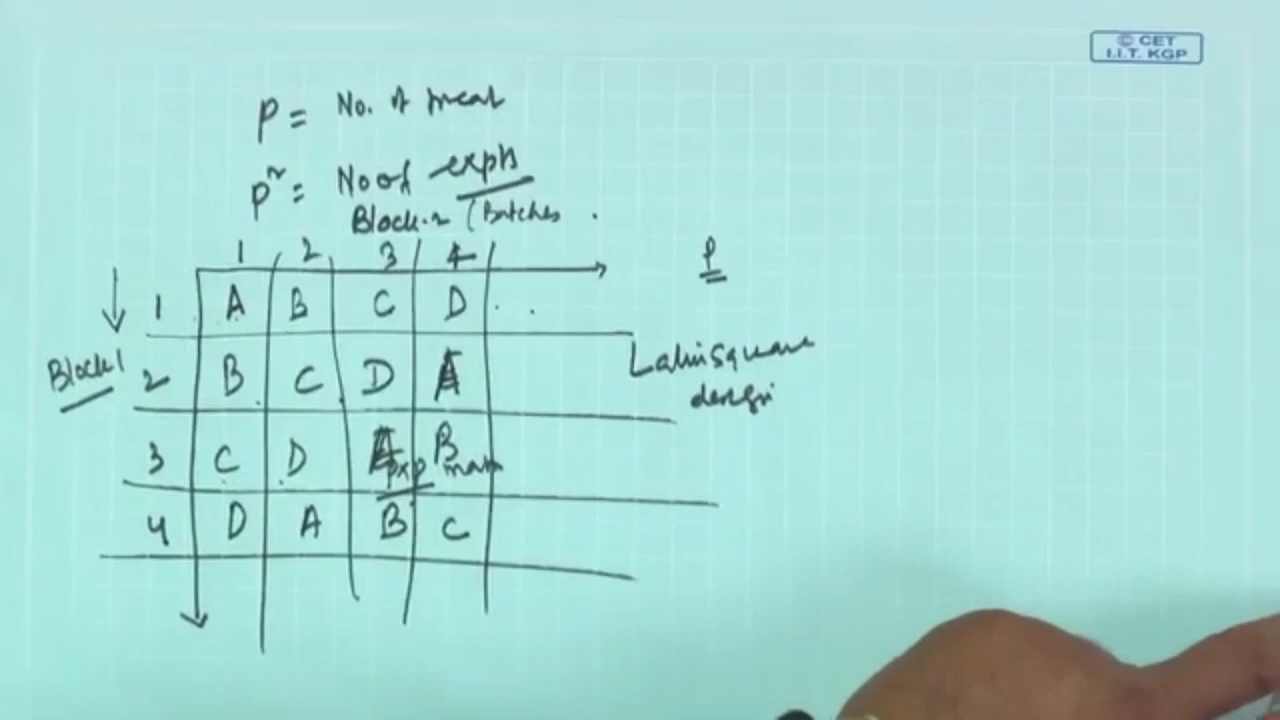 © CET
I.I.T. KGP
P = No. of treat
p² = No of expts
Block-2 (Batches
1 2 3 4
P
1 A B C D
Block 1
2 B C D A
Latin square
design
3 C D A B
pxp
4 D A B C